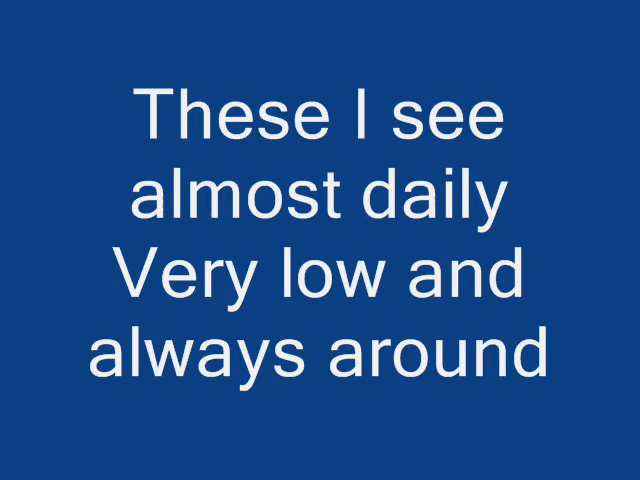 These I see
almost daily
Very low and
always around